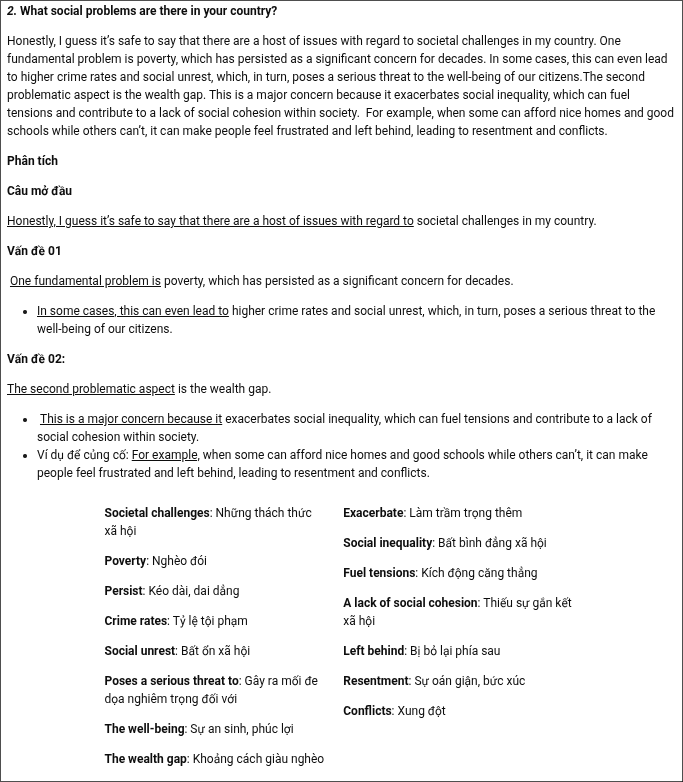 2. What social problems are there in your country?
Honestly, I guess it’s safe to say that there are a host of issues with regard to societal challenges in my country. One
fundamental problem is poverty, which has persisted as a significant concern for decades. In some cases, this can even lead
to higher crime rates and social unrest, which, in turn, poses a serious threat to the well-being of our citizens.The second
problematic aspect is the wealth gap. This is a major concern because it exacerbates social inequality, which can fuel
tensions and contribute to a lack of social cohesion within society.  For example, when some can afford nice homes and good
schools while others can’t, it can make people feel frustrated and left behind, leading to resentment and conflicts.
Phân tích
Câu mở đầu
Honestly, I guess it’s safe to say that there are a host of issues with regard to societal challenges in my country.
Vấn đề 01
One fundamental problem is poverty, which has persisted as a significant concern for decades.
• In some cases, this can even lead to higher crime rates and social unrest, which, in turn, poses a serious threat to the
well-being of our citizens.
Vấn đề 02:
The second problematic aspect is the wealth gap.
• This is a major concern because it exacerbates social inequality, which can fuel tensions and contribute to a lack of
social cohesion within society.
• Ví dụ để củng cố: For example, when some can afford nice homes and good schools while others can’t, it can make
people feel frustrated and left behind, leading to resentment and conflicts.
Societal challenges: Những thách thức
xã hội
Poverty: Nghèo đói
Persist: Kéo dài, dai dẳng
Crime rates: Tỷ lệ tội phạm
Social unrest: Bất ổn xã hội
Poses a serious threat to: Gây ra mối đe
dọa nghiêm trọng đối với
The well-being: Sự an sinh, phúc lợi
The wealth gap: Khoảng cách giàu nghèo
Exacerbate: Làm trầm trọng thêm
Social inequality: Bất bình đẳng xã hội
Fuel tensions: Kích động căng thẳng
A lack of social cohesion: Thiếu sự gắn kết
xã hội
Left behind: Bị bỏ lại phía sau
Resentment: Sự oán giận, bức xúc
Conflicts: Xung đột